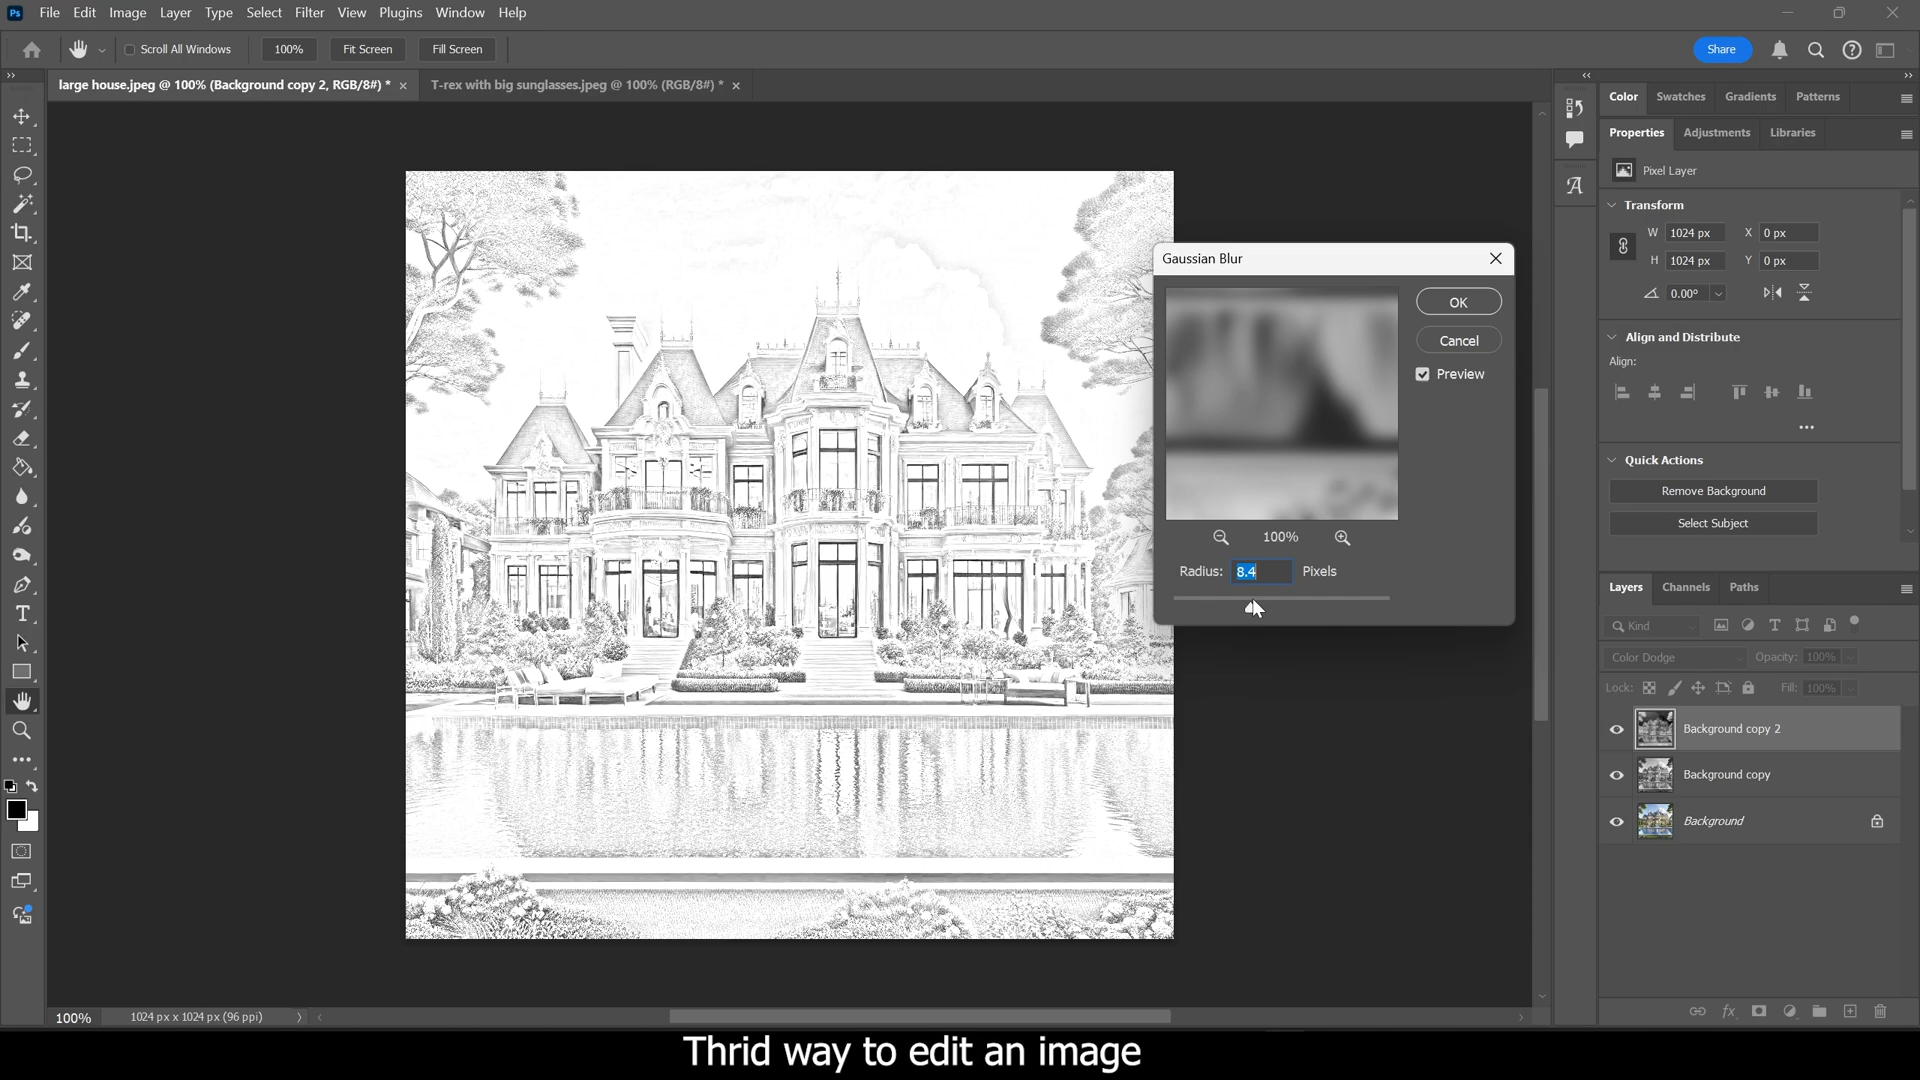 Ps File Edit Image Layer Type Select Filter View Plugins Window Help
Scroll All Windows 100% Fit Screen Fill Screen Share
large house.jpeg @ 100% (Background copy 2, RGB/8#) * T-rex with big sunglasses.jpeg @ 100% (RGB/8#) *
Color Swatches Gradients Patterns
Properties Adjustments Libraries
Pixel Layer
Transform
W 1024 px X 0 px
H 1024 px Y 0 px
0.00°
Align and Distribute
Align:
Quick Actions
Remove Background
Select Subject
Gaussian Blur
OK
Cancel
Preview
100%
Radius: 8.4 Pixels
Layers Channels Paths
Kind
Color Dodge Opacity: 100%
Lock: Fill: 100%
Background copy 2
Background copy
Background
100% 1024 px x 1024 px (96 ppi)
Thrid way to edit an image